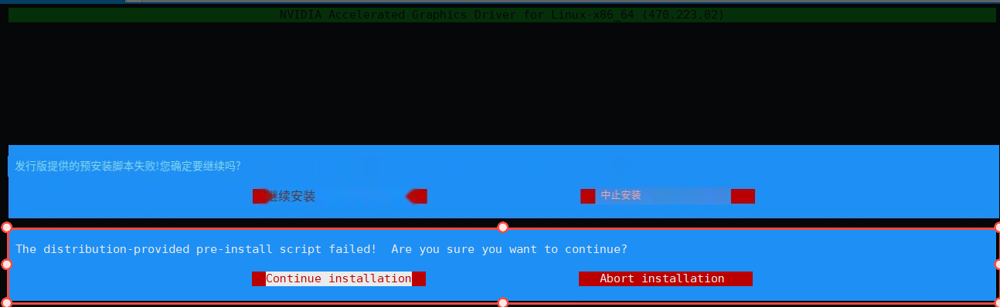 NVIDIA Accelerated Graphics Driver for Linux-x86_64 (470.223.02)
发行版提供的预安装脚本失败!您确定要继续吗?
继续安装 中止安装
The distribution-provided pre-install script failed!  Are you sure you want to continue?
Continue installation Abort installation